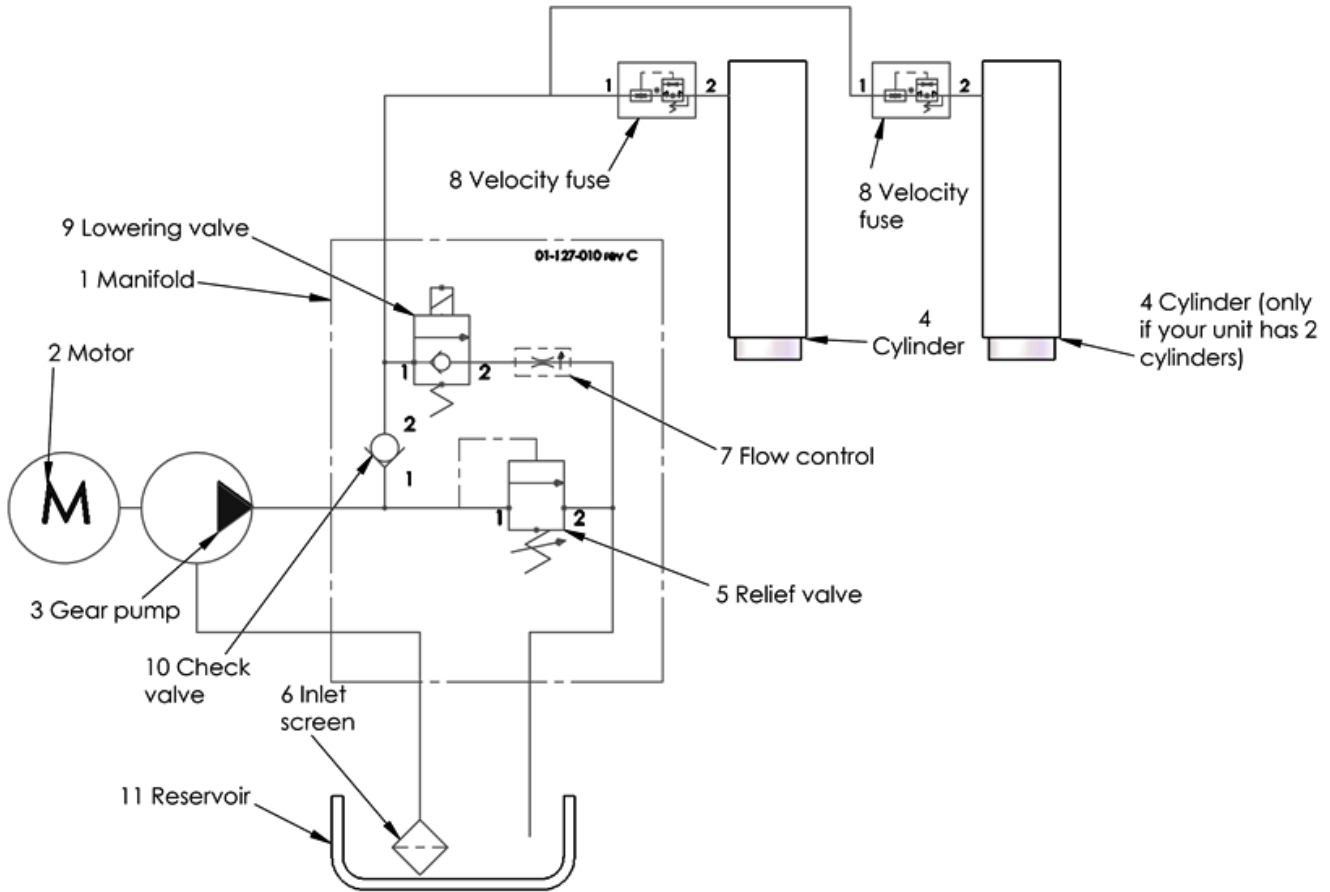 1
2
1
2
8 Velocity fuse
8 Velocity
fuse
9 Lowering valve
01-127-010 rev C
1 Manifold
4
Cylinder
4 Cylinder (only
if your unit has 2
cylinders)
2 Motor
1
2
2
7 Flow control
1
M
1
2
3 Gear pump
5 Relief valve
10 Check
valve
6 Inlet
screen
11 Reservoir